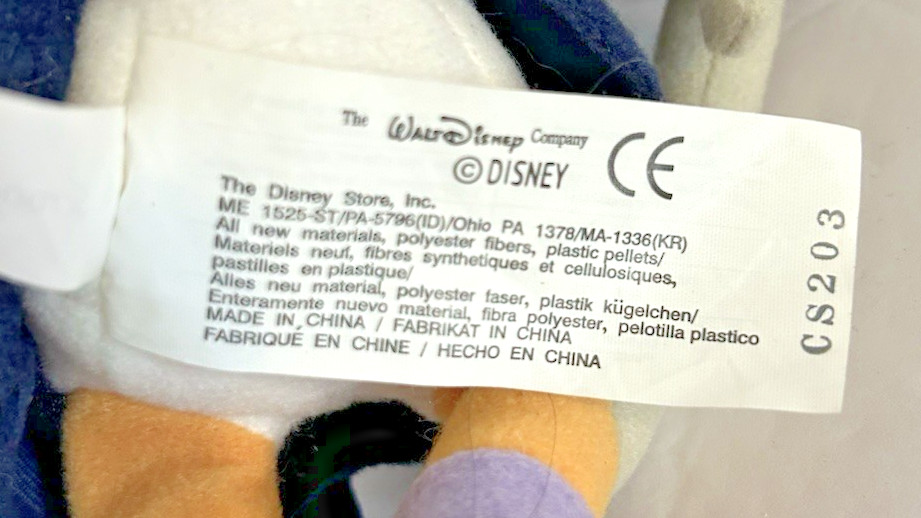 The Walt Disney Company
© DISNEY CE
The Disney Store, Inc.
ME 1525-ST/PA-5796(ID)/Ohio PA 1378/MA-1336(KR)
All new materials, polyester fibers, plastic pellets/
Materiels neuf, fibres synthetiques et cellulosiques,
pastilles en plastique/
Alles neu material, polyester faser, plastik kügelchen/
Enteramente nuevo material, fibra polyester, pelotilla plastico
MADE IN CHINA / FABRIKAT IN CHINA
FABRIQUÉ EN CHINE / HECHO EN CHINA
CS203